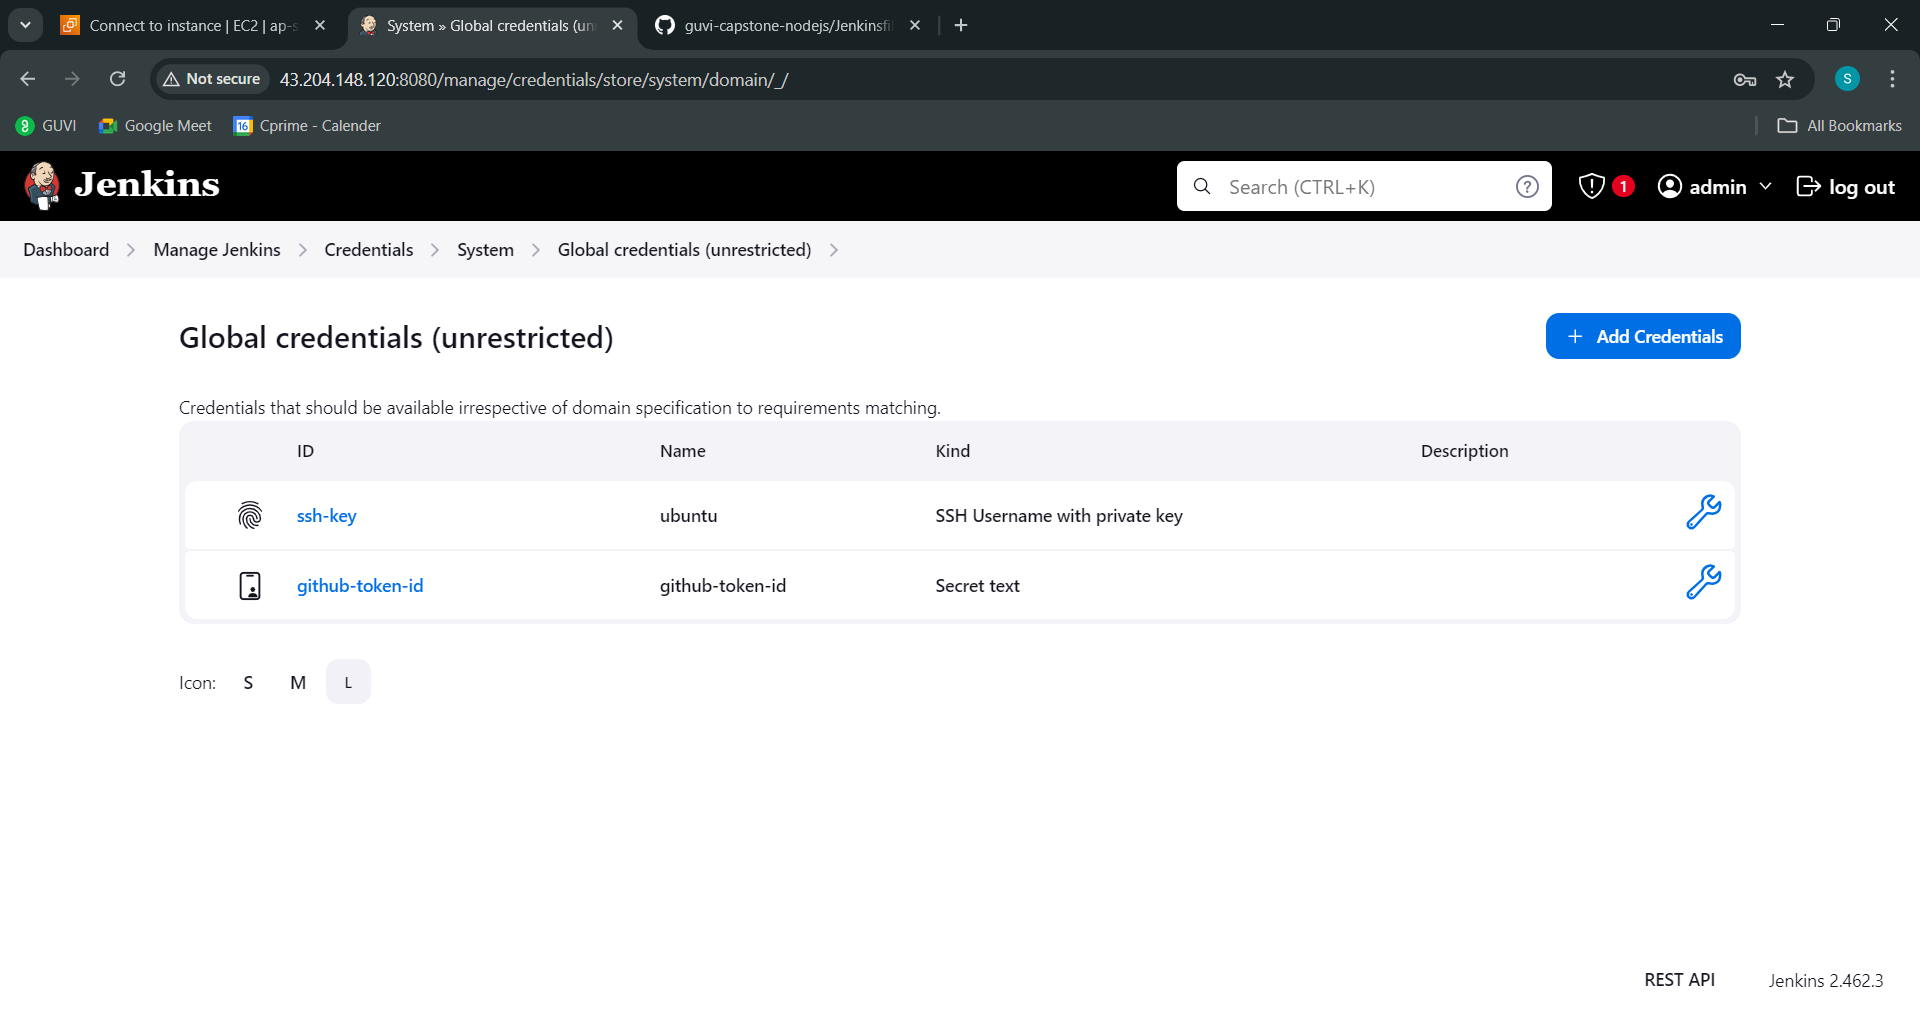 Connect to instance | EC2 | ap-s
System » Global credentials (un
guvi-capstone-nodejs/Jenkinsfil
Not secure
43.204.148.120:8080/manage/credentials/store/system/domain/_/
S
GUVI
Google Meet
16
Cprime - Calender
All Bookmarks
Jenkins
Search (CTRL+K)
?
1
admin
log out
Dashboard
Manage Jenkins
Credentials
System
Global credentials (unrestricted)
Global credentials (unrestricted)
+ Add Credentials
Credentials that should be available irrespective of domain specification to requirements matching.
ID Name Kind Description
ssh-key ubuntu SSH Username with private key
github-token-id github-token-id Secret text
Icon: S M L
REST API Jenkins 2.462.3